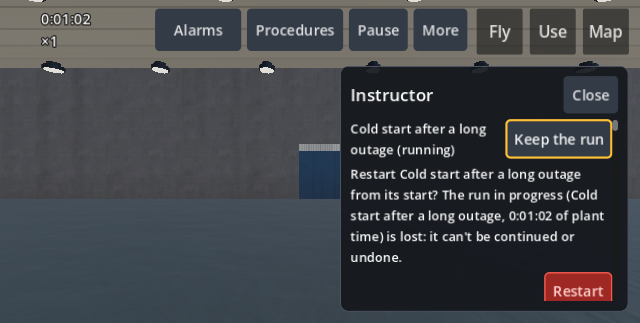 0:01:02
×1
Alarms
Procedures
Pause
More
Fly
Use
Map
Instructor
Close
Cold start after a long
outage (running)
Keep the run
Restart Cold start after a long outage
from its start? The run in progress (Cold
start after a long outage, 0:01:02 of plant
time) is lost: it can't be continued or
undone.
Restart